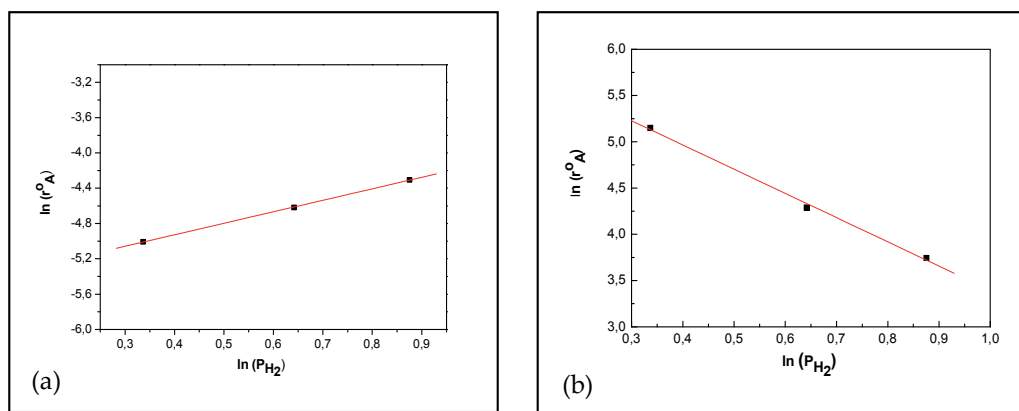 -3,2
-3,6
-4,0
-4,4
-4,8
-5,2
-5,6
-6,0
ln (r°A)
0,3 0,4 0,5 0,6 0,7 0,8 0,9
ln (PH2)
(a)
6,0
5,5
5,0
4,5
4,0
3,5
3,0
ln (r°A)
0,3 0,4 0,5 0,6 0,7 0,8 0,9 1,0
ln (PH2)
(b)